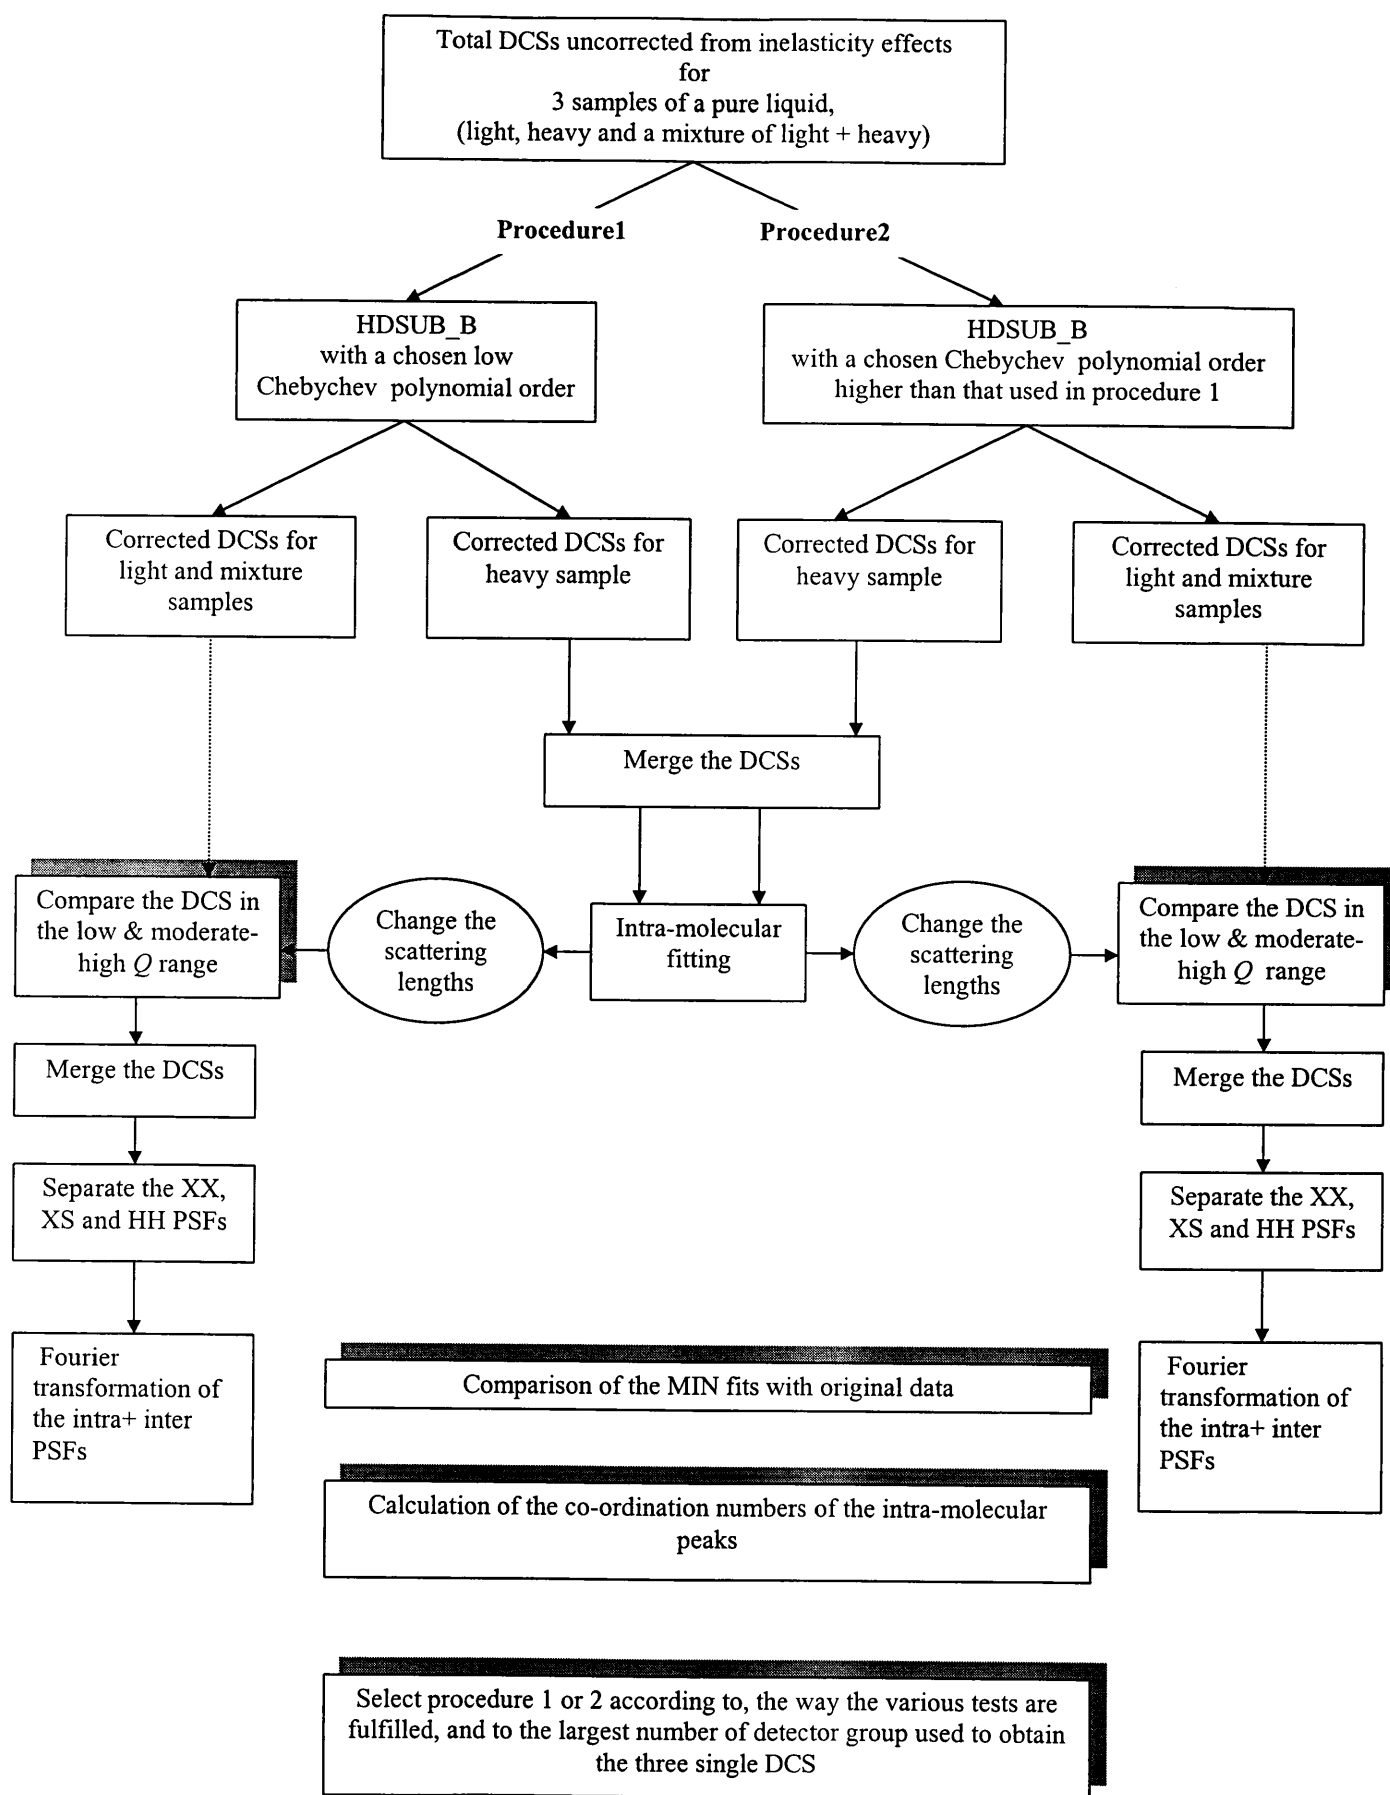 Total DCSs uncorrected from inelasticity effects
for
3 samples of a pure liquid,
(light, heavy and a mixture of light + heavy)
Procedure1
Procedure2
HDSUB_B
with a chosen low
Chebychev polynomial order
HDSUB_B
with a chosen Chebychev polynomial order
higher than that used in procedure 1
Corrected DCSs for
light and mixture
samples
Corrected DCSs for
heavy sample
Corrected DCSs for
heavy sample
Corrected DCSs for
light and mixture
samples
Merge the DCSs
Compare the DCS in
the low & moderate-
high Q range
Change the
scattering
lengths
Intra-molecular
fitting
Change the
scattering
lengths
Compare the DCS in
the low & moderate-
high Q range
Merge the DCSs
Merge the DCSs
Separate the XX,
XS and HH PSFs
Separate the XX,
XS and HH PSFs
Fourier
transformation of
the intra+ inter
PSFs
Fourier
transformation of
the intra+ inter
PSFs
Comparison of the MIN fits with original data
Calculation of the co-ordination numbers of the intra-molecular
peaks
Select procedure 1 or 2 according to, the way the various tests are
fulfilled, and to the largest number of detector group used to obtain
the three single DCS